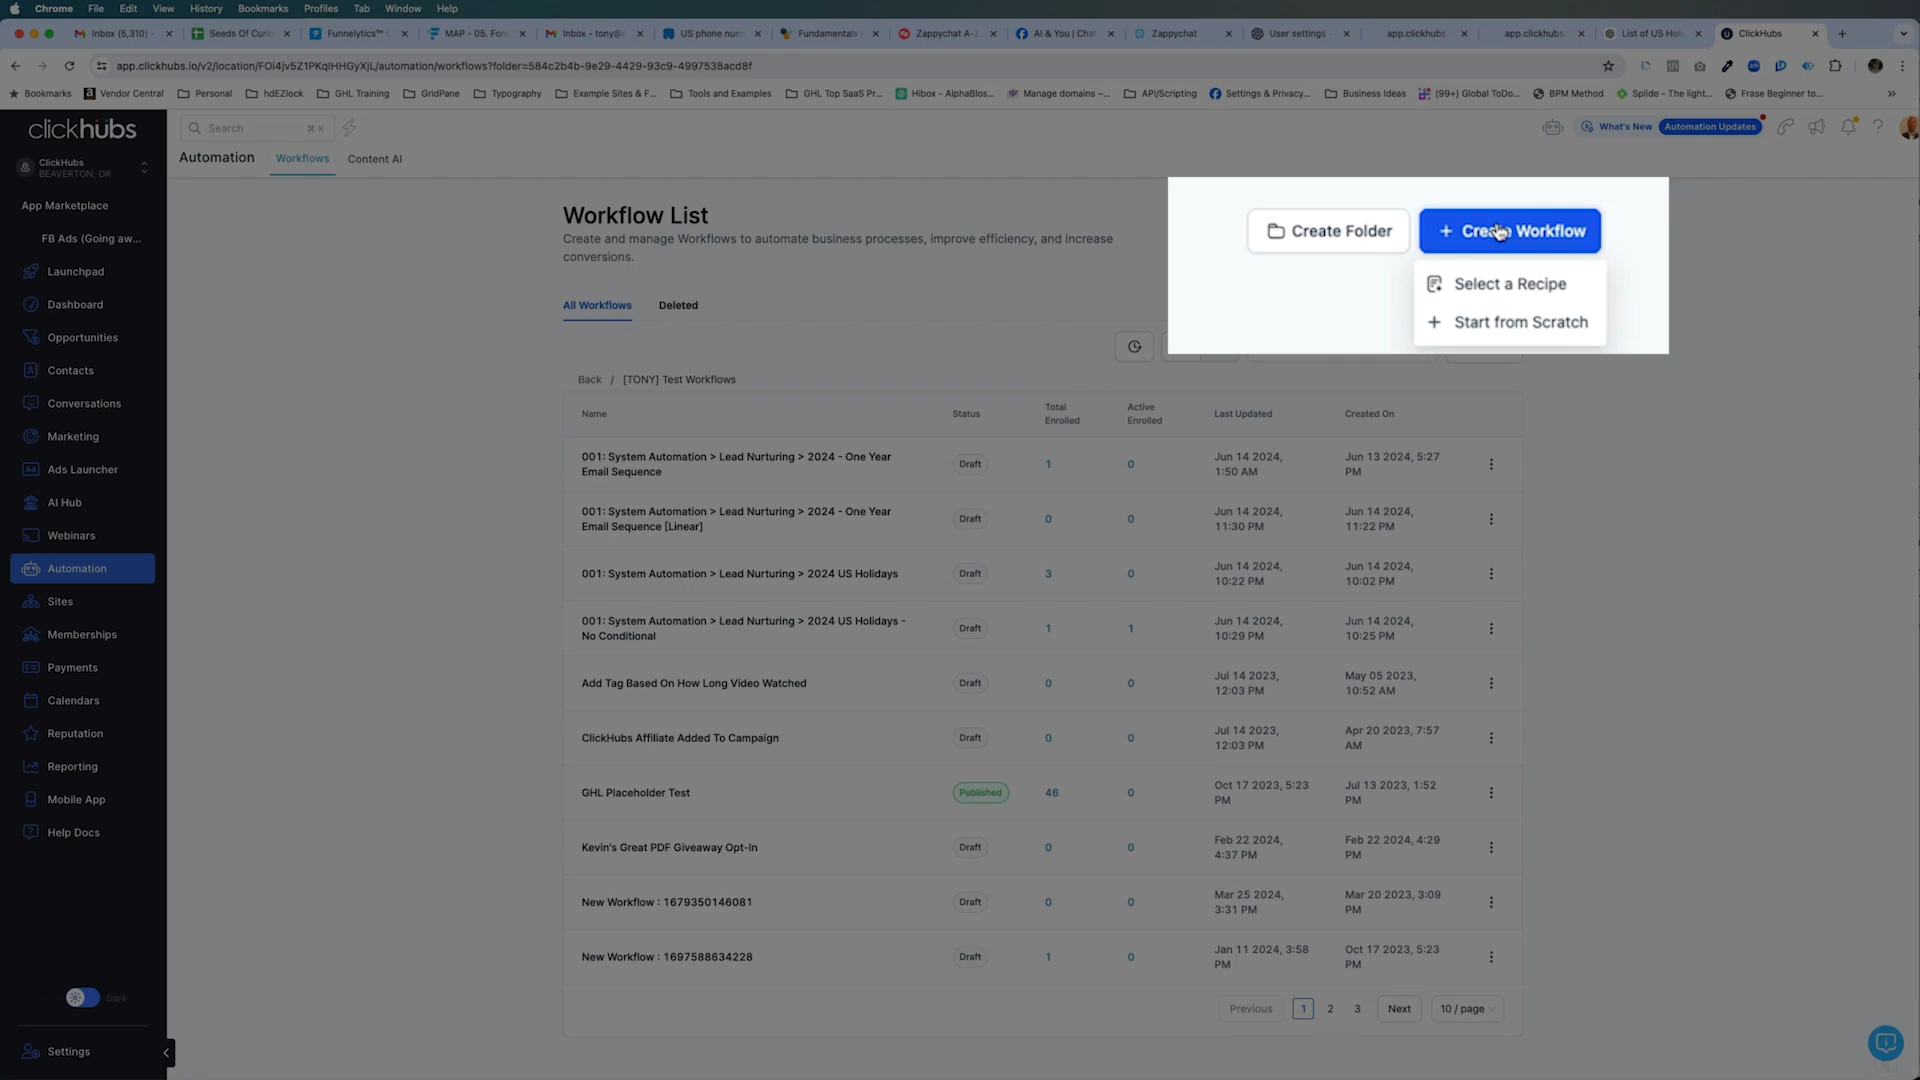 Chrome File Edit View History Bookmarks Profiles Tab Window Help
Inbox (5,310) Seeds Of Curi Funnelytics™ C MAP - 05. For Inbox - tony@c US phone num Fundamentals Zappychat A-Z AI & You | Chat Zappychat User settings - app.clickhubs. app.clickhubs. List of US Holi ClickHubs
app.clickhubs.io/v2/location/FOi4jv5Z1PKqIHHGyXjL/automation/workflows?folder=584c2b4b-9e29-4429-93c9-4997538acd8f
Bookmarks Vendor Central Personal hdEZlock GHL Training GridPane Typography Example Sites & F... Tools and Examples GHL Top SaaS Pr... Hibox - AlphaBlos... Manage domains –... API/Scripting Settings & Privacy... Business Ideas (99+) Global ToDo... BPM Method Splide - The light... Frase Beginner to...
clickhubs
Search ⌘ K
What's New Automation Updates
ClickHubs
BEAVERTON, OR
Automation Workflows Content AI
App Marketplace
FB Ads (Going aw...
Launchpad
Dashboard
Opportunities
Contacts
Conversations
Marketing
Ads Launcher
AI Hub
Webinars
Automation
Sites
Memberships
Payments
Calendars
Reputation
Reporting
Mobile App
Help Docs
Dark
Settings
Workflow List
Create and manage Workflows to automate business processes, improve efficiency, and increase
conversions.
Create Folder + Create Workflow
Select a Recipe
+ Start from Scratch
All Workflows Deleted
Back / [TONY] Test Workflows
Name Status Total Enrolled Active Enrolled Last Updated Created On
001: System Automation > Lead Nurturing > 2024 - One Year Draft 1 0 Jun 14 2024, Jun 13 2024, 5:27
Email Sequence 1:50 AM PM
001: System Automation > Lead Nurturing > 2024 - One Year Draft 0 0 Jun 14 2024, Jun 14 2024,
Email Sequence [Linear] 11:30 PM 11:22 PM
001: System Automation > Lead Nurturing > 2024 US Holidays Draft 3 0 Jun 14 2024, Jun 14 2024,
10:22 PM 10:02 PM
001: System Automation > Lead Nurturing > 2024 US Holidays - Draft 1 1 Jun 14 2024, Jun 14 2024,
No Conditional 10:29 PM 10:25 PM
Add Tag Based On How Long Video Watched Draft 0 0 Jul 14 2023, May 05 2023,
12:03 PM 10:52 AM
ClickHubs Affiliate Added To Campaign Draft 0 0 Jul 14 2023, Apr 20 2023, 7:57
12:03 PM AM
GHL Placeholder Test Published 46 0 Oct 17 2023, 5:23 Jul 13 2023, 1:52
PM PM
Kevin's Great PDF Giveaway Opt-In Draft 0 0 Feb 22 2024, Feb 22 2024, 4:29
4:37 PM PM
New Workflow : 1679350146081 Draft 0 0 Mar 25 2024, Mar 20 2023, 3:09
3:31 PM PM
New Workflow : 1697588634228 Draft 1 0 Jan 11 2024, 3:58 Oct 17 2023, 5:23
PM PM
Previous 1 2 3 Next 10 / page